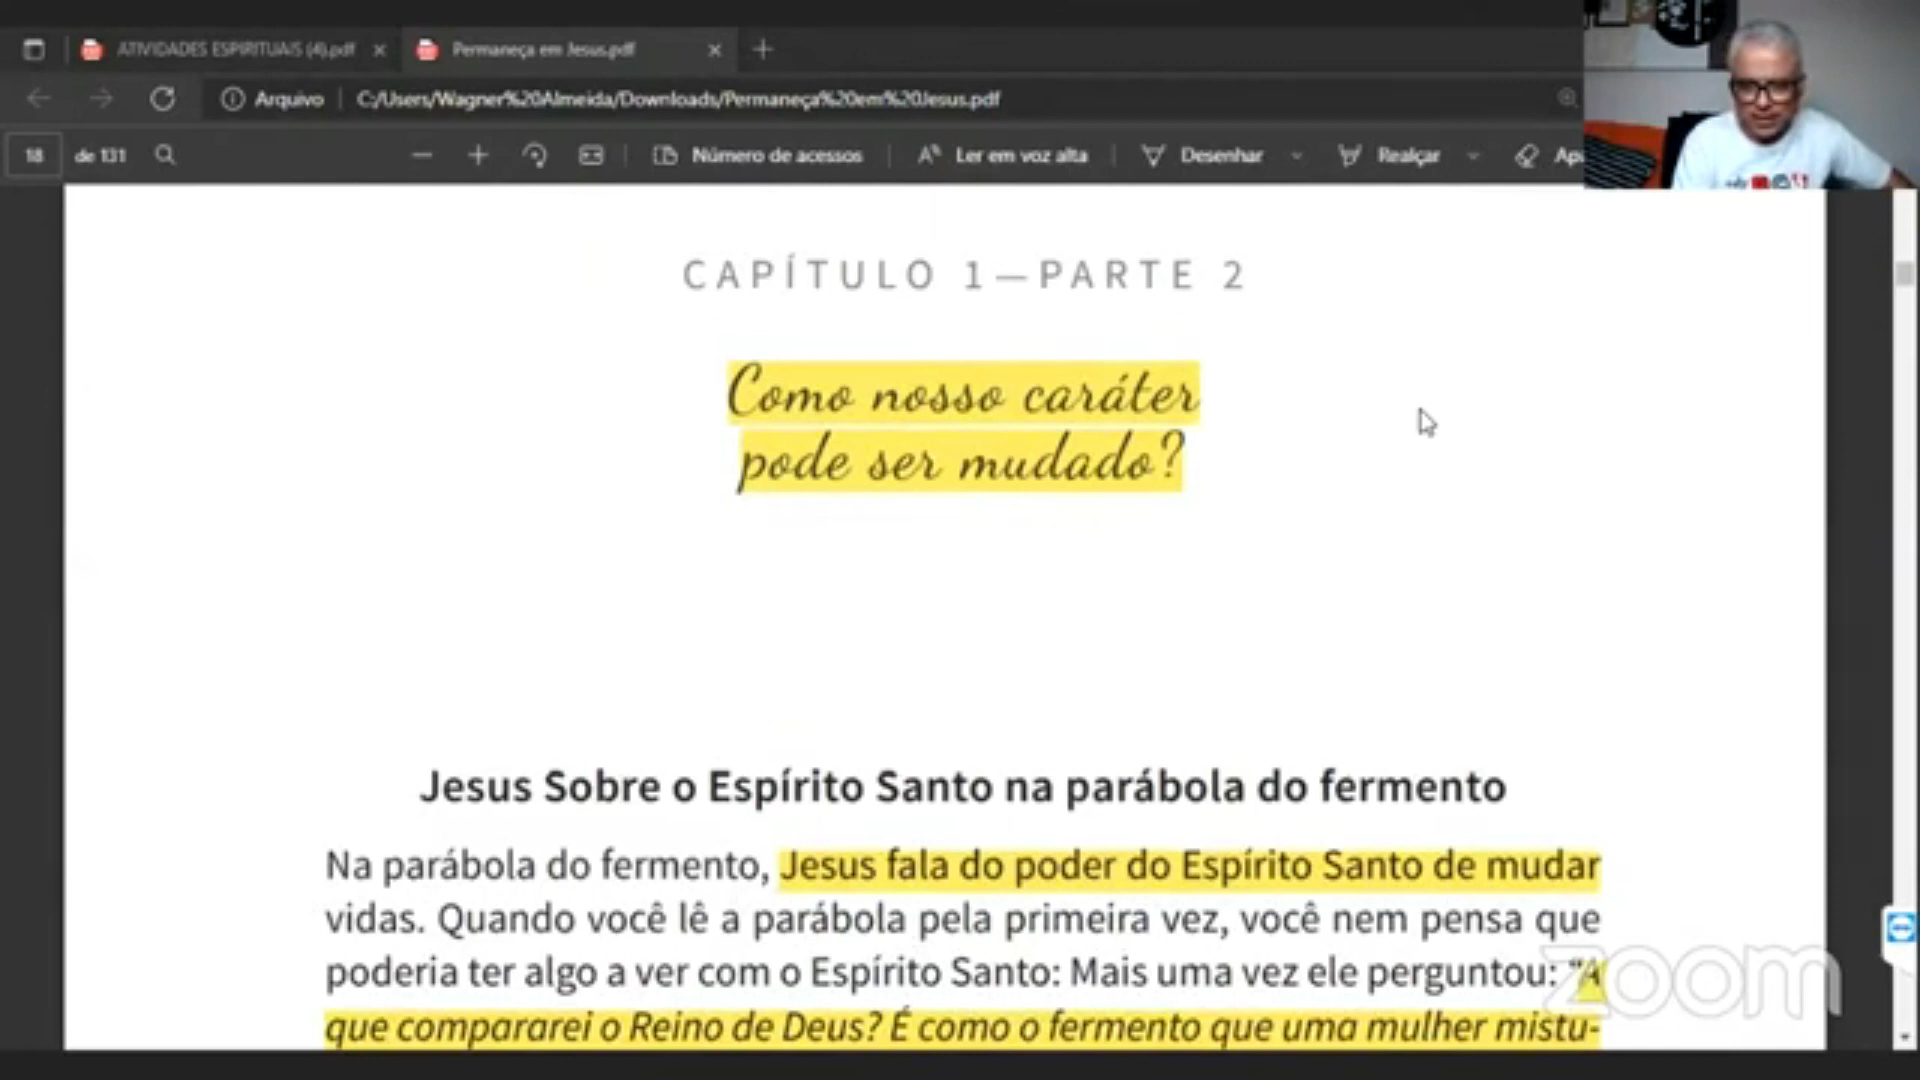 ATIVIDADES ESPIRITUAIS (4).pdf
Permaneça em Jesus.pdf
Arquivo
C:/Users/Wagner%20Almeida/Downloads/Permaneça%20em%20Jesus.pdf
18 de 131
Número de acessos
Ler em voz alta
Desenhar
Realçar
CAPÍTULO 1—PARTE 2
Como nosso caráter
pode ser mudado?
Jesus Sobre o Espírito Santo na parábola do fermento
Na parábola do fermento, Jesus fala do poder do Espírito Santo de mudar
vidas. Quando você lê a parábola pela primeira vez, você nem pensa que
poderia ter algo a ver com o Espírito Santo: Mais uma vez ele perguntou: “A
que compararei o Reino de Deus? É como o fermento que uma mulher mistu-
zoom